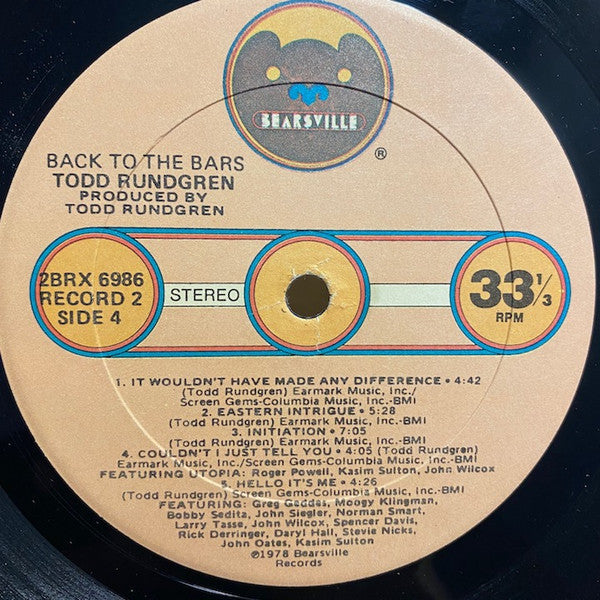 BEARSVILLE
®
BACK TO THE BARS
TODD RUNDGREN
PRODUCED BY
TODD RUNDGREN
2BRX 6986
RECORD 2
SIDE 4
STEREO
33 1/3
RPM
1. IT WOULDN'T HAVE MADE ANY DIFFERENCE • 4:42
(Todd Rundgren) Earmark Music, Inc./
Screen Gems-Columbia Music, Inc.-BMI
2. EASTERN INTRIGUE • 5:28
(Todd Rundgren) Earmark Music, Inc.-BMI
3. INITIATION • 7:05
(Todd Rundgren) Earmark Music, Inc.-BMI
4. COULDN'T I JUST TELL YOU • 4:05 (Todd Rundgren)
Earmark Music, Inc./Screen Gems-Columbia Music, Inc.-BMI
FEATURING UTOPIA: Roger Powell, Kasim Sulton, John Wilcox
5. HELLO IT'S ME • 4:26
(Todd Rundgren) Screen Gems-Columbia Music, Inc.-BMI
FEATURING: Greg Geddes, Moogy Klingman,
Bobby Sedita, John Siegler, Norman Smart,
Larry Tasse, John Wilcox, Spencer Davis,
Rick Derringer, Daryl Hall, Stevie Nicks,
John Oates, Kasim Sulton
℗1978 Bearsville
Records